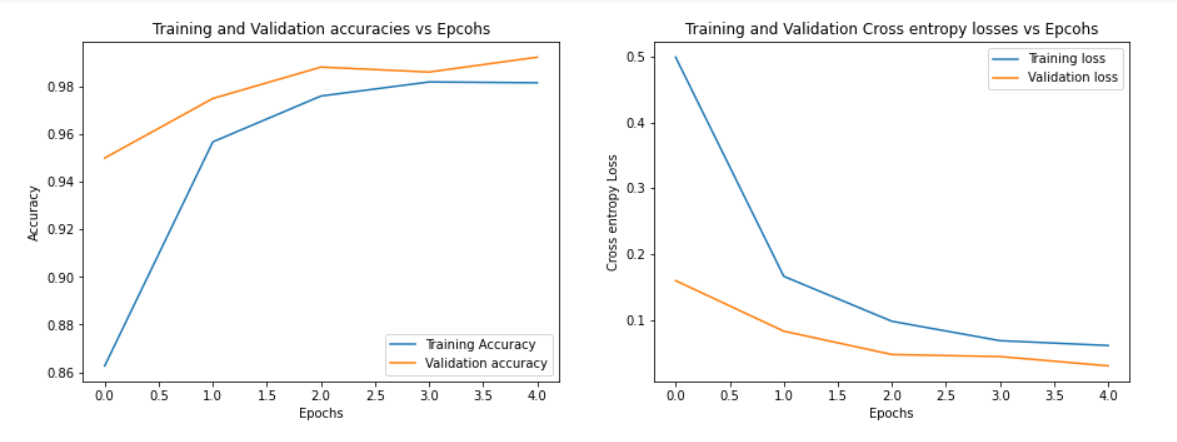 Training and Validation accuracies vs Epcohs
Accuracy
0.98
0.96
0.94
0.92
0.90
0.88
0.86
Training Accuracy
Validation accuracy
0.0 0.5 1.0 1.5 2.0 2.5 3.0 3.5 4.0
Epochs
Training and Validation Cross entropy losses vs Epcohs
Cross entropy Loss
0.5
0.4
0.3
0.2
0.1
Training loss
Validation loss
0.0 0.5 1.0 1.5 2.0 2.5 3.0 3.5 4.0
Epochs